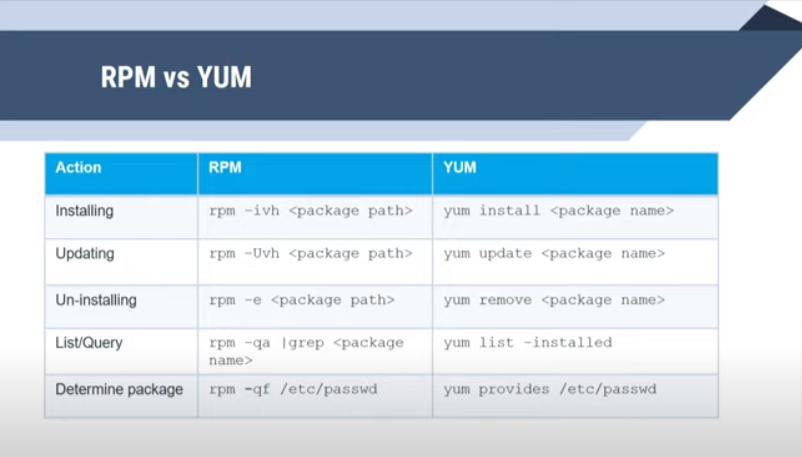 RPM vs YUM
Action RPM YUM
Installing rpm -ivh <package path> yum install <package name>
Updating rpm -Uvh <package path> yum update <package name>
Un-installing rpm -e <package path> yum remove <package name>
List/Query rpm -qa |grep <package yum list -installed
name>
Determine package rpm -qf /etc/passwd yum provides /etc/passwd